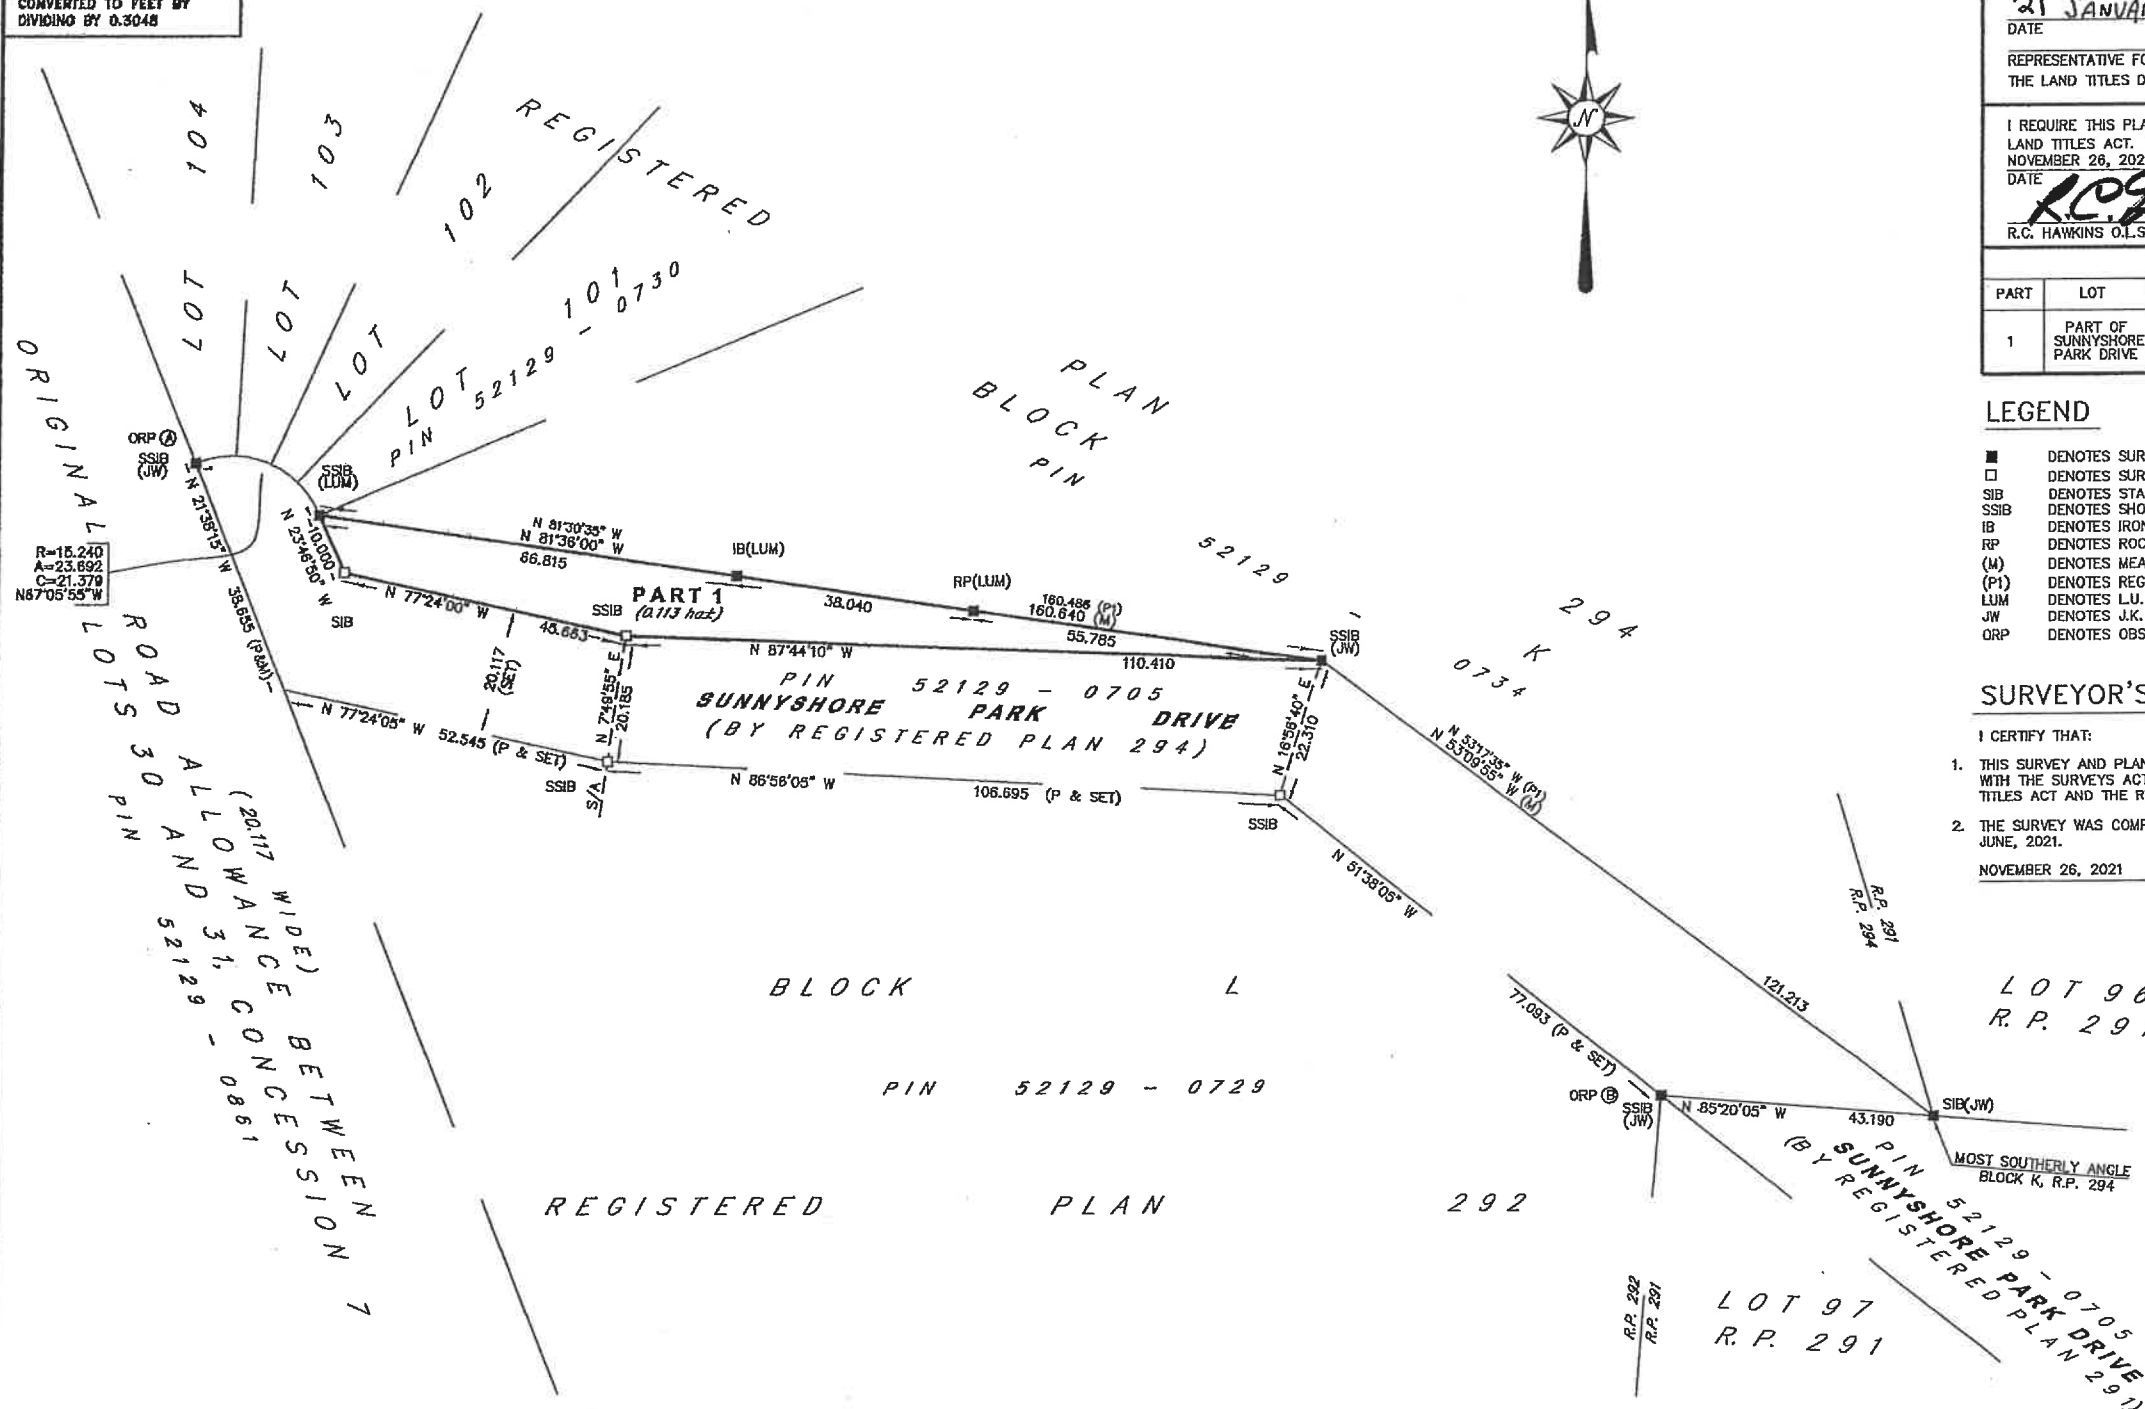 CONVERTED TO FEET BY
DIVIDING BY 0.3048
21 JANUA
DATE
REPRESENTATIVE FO
THE LAND TITLES D
I REQUIRE THIS PLA
LAND TITLES ACT.
NOVEMBER 26, 202
DATE
R.C. HAWKINS O.L.S
PART LOT
1 PART OF
SUNNYSHORE
PARK DRIVE
LEGEND
■ DENOTES SUR
□ DENOTES SUR
SIB DENOTES STA
SSIB DENOTES SHO
IB DENOTES IRON
RP DENOTES ROC
(M) DENOTES MEA
(P1) DENOTES REG
LUM DENOTES L.U.
JW DENOTES J.K.
ORP DENOTES OBS
SURVEYOR'S
I CERTIFY THAT:
1. THIS SURVEY AND PLAN
WITH THE SURVEYS ACT
TITLES ACT AND THE R
2. THE SURVEY WAS COMP
JUNE, 2021.
NOVEMBER 26, 2021
N
LOT 104
LOT 103
LOT 102
LOT 101
PIN 52129 - 0730
REGISTERED
PLAN
294
BLOCK
K
PIN
52129 - 0734
ORP A
SSIB
(JW)
SSIB
(LUM)
R=15.240
A=23.692
C=21.379
N67°05'55"W
N 21°38'15" W
38.655 (P&M)
10.000
N 23°46'50" W
SIB
N 81°30'35" W
N 81°36'00" W
86.815
IB(LUM)
38.040
RP(LUM)
160.486 (P1)
160.640 (M)
55.785
SSIB
(JW)
PART 1
(0.113 ha±)
N 77°24'00" W
45.663
SSIB
N 87°44'10" W
110.410
20.117
(SET)
N 7°49'55" E
20.185
PIN 52129 - 0705
SUNNYSHORE PARK DRIVE
(BY REGISTERED PLAN 294)
N 16°58'40" E
22.310
N 77°24'05" W 52.545 (P & SET)
SSIB
S/A
N 86°56'05" W
106.695 (P & SET)
SSIB
N 53°17'35" W (P1)
N 53°09'55" W (M)
N 51°38'05" W
121.213
77.093 (P & SET)
R.P. 291
R.P. 294
LOT 96
R. P. 29
ORP B
SSIB
(JW)
N 85°20'05" W
43.190
SIB(JW)
MOST SOUTHERLY ANGLE
BLOCK K, R.P. 294
PIN 52129 - 0705
SUNNYSHORE PARK DRIVE
(BY REGISTERED PLAN 291)
BLOCK L
PIN 52129 - 0729
REGISTERED PLAN 292
R.P. 292
R.P. 291
LOT 97
R. P. 291
(20.117 WIDE)
ORIGINAL ROAD ALLOWANCE BETWEEN
LOTS 30 AND 31, CONCESSION 7
PIN 52129 - 0861